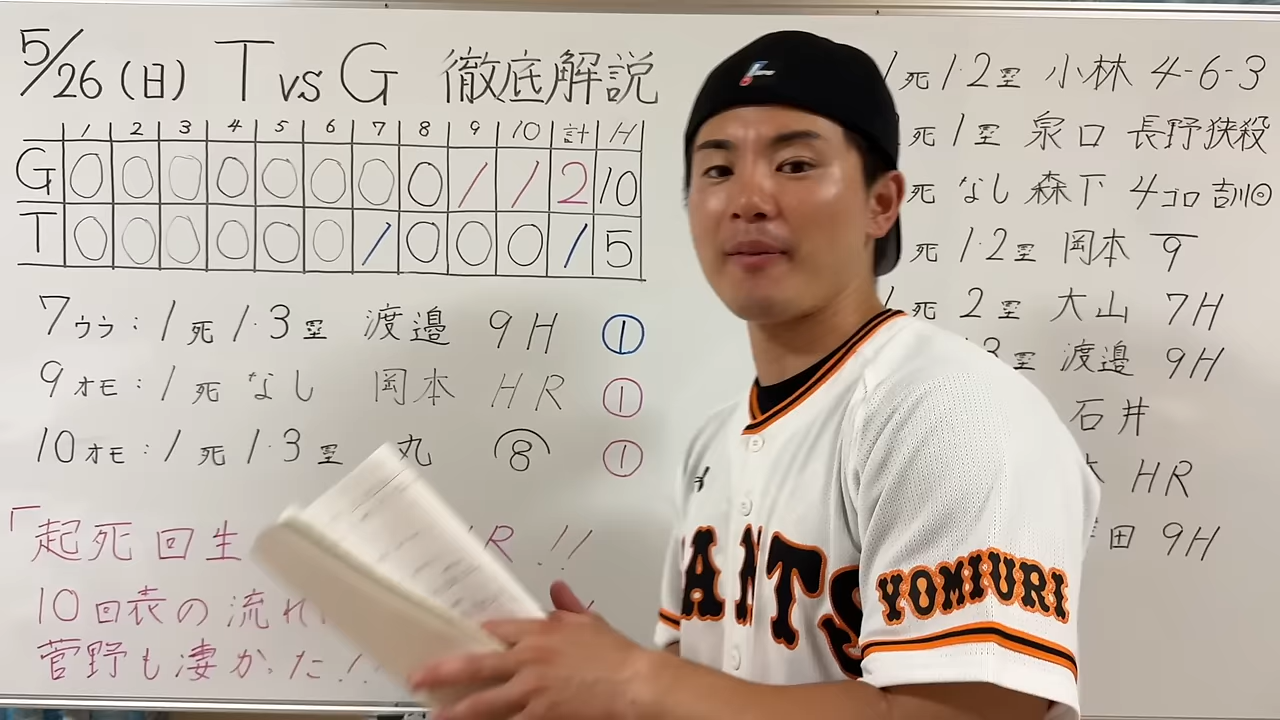 5/26(日) T vs G 徹底解説
1 2 3 4 5 6 7 8 9 10 計 H
G 0 0 0 0 0 0 0 0 1 1 2 10
T 0 0 0 0 0 0 1 0 0 0 1 5
7ウラ:1死1・3塁 渡邉 9H ①
9オモ:1死なし 岡本 HR ①
10オモ:1死1・3塁 丸 8 ①
「起死回生 R!!
10回表の流れ
菅野も凄かった!!
1死1・2塁 小林 4-6-3
死1塁 泉口 長野狭殺
死なし 森下 4ゴロ
死1・2塁 岡本 9
1死2塁 大山 7H
3塁 渡邉 9H
石井
本 HR
岸田 9H
GIANTS
YOMIURI